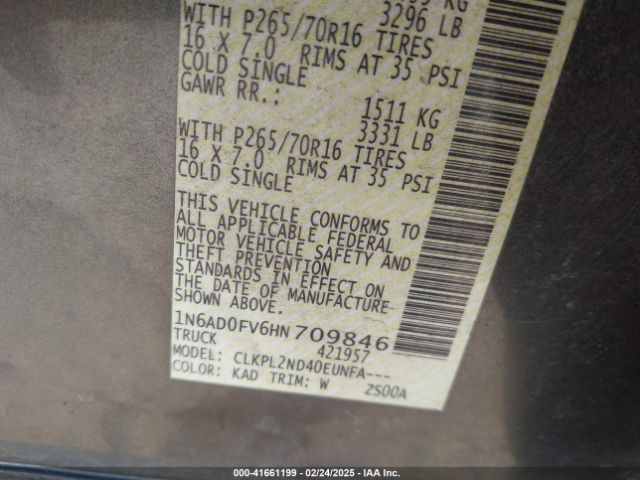 3296 LB
WITH P265/70R16 TIRES
16 X 7.0 RIMS AT 35 PSI
COLD SINGLE
GAWR RR.:
1511 KG
3331 LB
WITH P265/70R16 TIRES
16 X 7.0 RIMS AT 35 PSI
COLD SINGLE
THIS VEHICLE CONFORMS TO
ALL APPLICABLE FEDERAL
MOTOR VEHICLE SAFETY AND
THEFT PREVENTION
STANDARDS IN EFFECT ON
THE DATE OF MANUFACTURE
SHOWN ABOVE.
1N6AD0FV6HN 709846
TRUCK 421957
MODEL: CLKPL2ND40EUNFA---
COLOR: KAD TRIM: W ZS00A
000-41661199 - 02/24/2025 - IAA Inc.